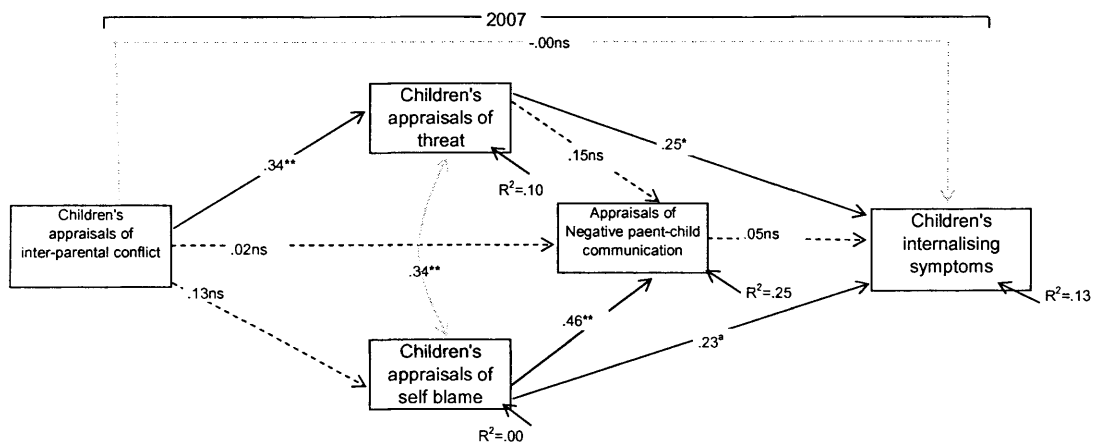 2007
-.00ns
Children's
appraisals of
threat
.34**
.15ns
.25*
R²=.10
Children's
appraisals of
inter-parental conflict
.02ns
.34**
Appraisals of
Negative paent-child
communication
.05ns
Children's
internalising
symptoms
.13ns
R²=.25
R²=.13
.46**
.23ª
Children's
appraisals of
self blame
R²=.00